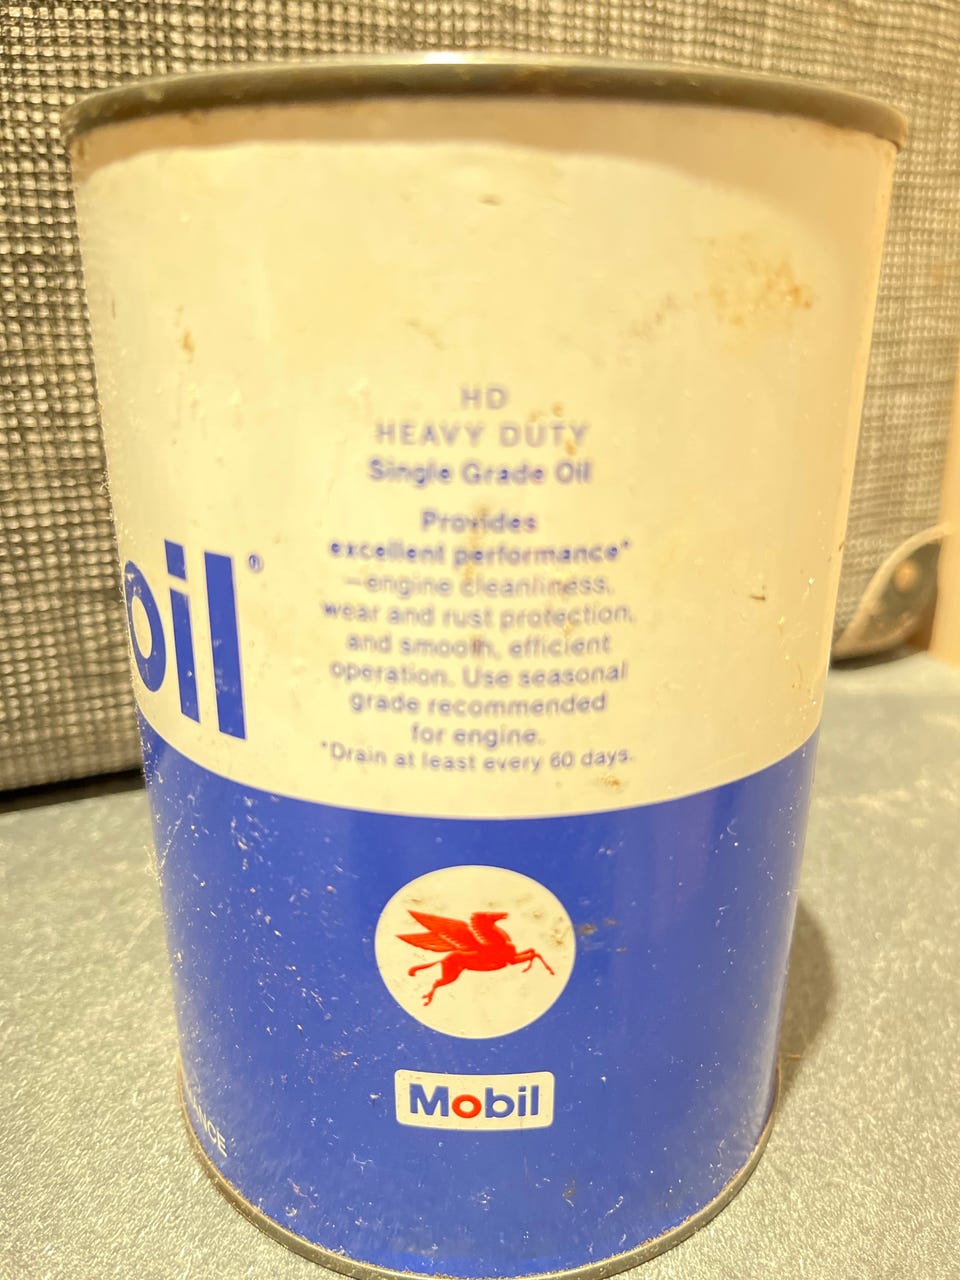 HD
HEAVY DUTY
Single Grade Oil
Provides
excellent performance*
—engine cleanliness,
wear and rust protection,
and smooth, efficient
operation. Use seasonal
grade recommended
for engine.
*Drain at least every 60 days.
oil®
Mobil
NCE